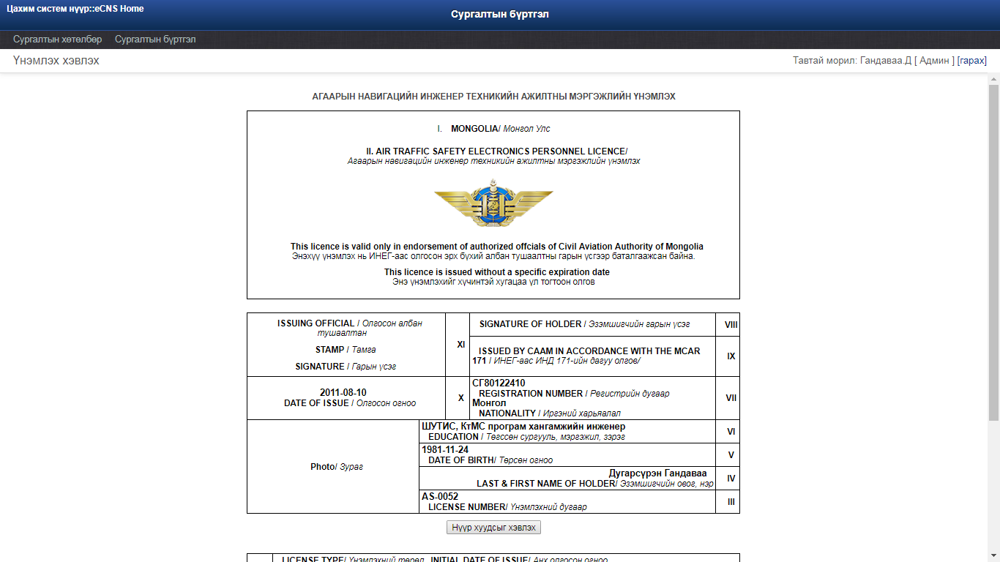 Цахим систем нүүр::eCNS Home
Сургалтын бүртгэл
Сургалтын хөтөлбөр Сургалтын бүртгэл
Үнэмлэх хэвлэх
Тавтай морил: Гандаваа.Д [ Админ ] [гарах]
АГААРЫН НАВИГАЦИЙН ИНЖЕНЕР ТЕХНИКИЙН АЖИЛТНЫ МЭРГЭЖЛИЙН ҮНЭМЛЭХ
I. MONGOLIA/ Монгол Улс
II. AIR TRAFFIC SAFETY ELECTRONICS PERSONNEL LICENCE/
Агаарын навигацийн инженер техникийн ажилтны мэргэжлийн үнэмлэх
This licence is valid only in endorsement of authorized offcials of Civil Aviation Authority of Mongolia
Энэхүү үнэмлэх нь ИНЕГ-аас олгосон эрх бүхий албан тушаалтны гарын үсгээр баталгаажсан байна.
This licence is issued without a specific expiration date
Энэ үнэмлэхийг хүчинтэй хугацаа үл тогтоон олгов
ISSUING OFFICIAL / Олгосон албан
тушаалтан
STAMP / Тамга
SIGNATURE / Гарын үсэг
XI
SIGNATURE OF HOLDER / Эзэмшигчийн гарын үсэг
VIII
ISSUED BY CAAM IN ACCORDANCE WITH THE MCAR
171 / ИНЕГ-аас ИНД 171-ийн дагуу олгов/
IX
2011-08-10
DATE OF ISSUE / Олгосон огноо
X
СГ80122410
REGISTRATION NUMBER / Регистрийн дугаар
Монгол
NATIONALITY / Иргэний харьяалал
VII
Photo/ Зураг
ШУТИС, КтМС програм хангамжийн инженер
EDUCATION / Төгссөн сургууль, мэргэжил, зэрэг
VI
1981-11-24
DATE OF BIRTH/ Төрсөн огноо
V
Дугарсүрэн Гандаваа
LAST & FIRST NAME OF HOLDER/ Эзэмшигчийн овог, нэр
IV
AS-0052
LICENSE NUMBER/ Үнэмлэхний дугаар
III
Нүүр хуудсыг хэвлэх
LICENSE TYPE/ Үнэмлэхний төрөл INITIAL DATE OF ISSUE/ Анх олгосон огноо